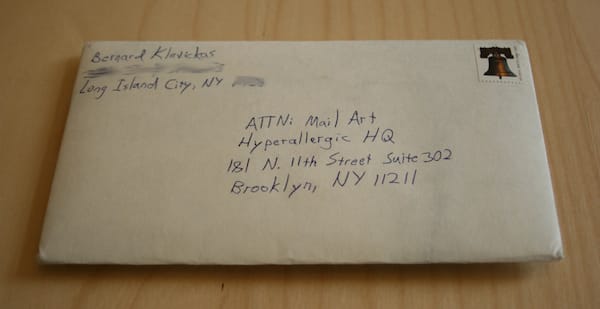 Bernard Klevickas
Long Island City, NY
ATTN: Mail Art
Hyperallergic HQ
181 N. 11th Street Suite 302
Brooklyn, NY 11211